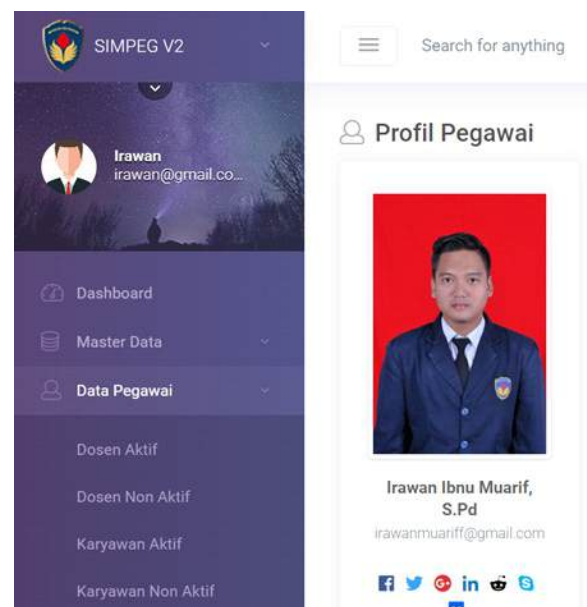 SIMPEG V2
Irawan
irawan@gmail.co...
Dashboard
Master Data
Data Pegawai
Dosen Aktif
Dosen Non Aktif
Karyawan Aktif
Karyawan Non Aktif
Search for anything
Profil Pegawai
Irawan Ibnu Muarif,
S.Pd
irawanmuariff@gmail.com